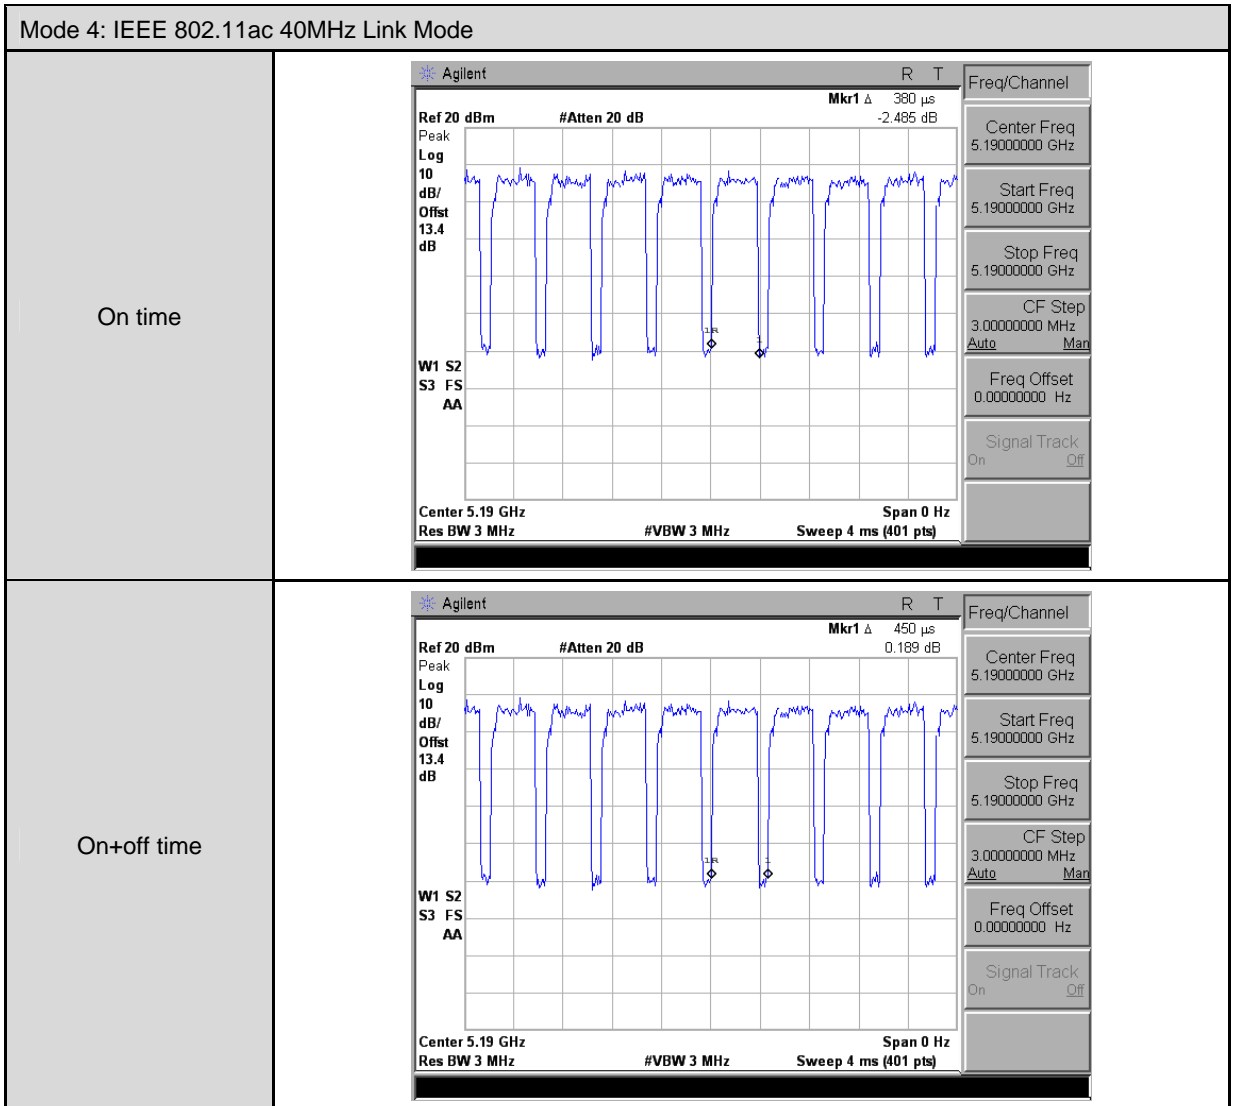 Mode 4: IEEE 802.11ac 40MHz Link Mode
On time
Agilent
R T
Mkr1 Δ 380 µs
Ref 20 dBm #Atten 20 dB -2.485 dB
Peak
Log
10
dB/
Offst
13.4
dB
1R
1
W1 S2
S3 FS
AA
Center 5.19 GHz Span 0 Hz
Res BW 3 MHz #VBW 3 MHz Sweep 4 ms (401 pts)
Freq/Channel
Center Freq
5.19000000 GHz
Start Freq
5.19000000 GHz
Stop Freq
5.19000000 GHz
CF Step
3.00000000 MHz
Auto Man
Freq Offset
0.00000000 Hz
Signal Track
On Off
On+off time
Agilent
R T
Mkr1 Δ 450 µs
Ref 20 dBm #Atten 20 dB 0.189 dB
Peak
Log
10
dB/
Offst
13.4
dB
1R
1
W1 S2
S3 FS
AA
Center 5.19 GHz Span 0 Hz
Res BW 3 MHz #VBW 3 MHz Sweep 4 ms (401 pts)
Freq/Channel
Center Freq
5.19000000 GHz
Start Freq
5.19000000 GHz
Stop Freq
5.19000000 GHz
CF Step
3.00000000 MHz
Auto Man
Freq Offset
0.00000000 Hz
Signal Track
On Off